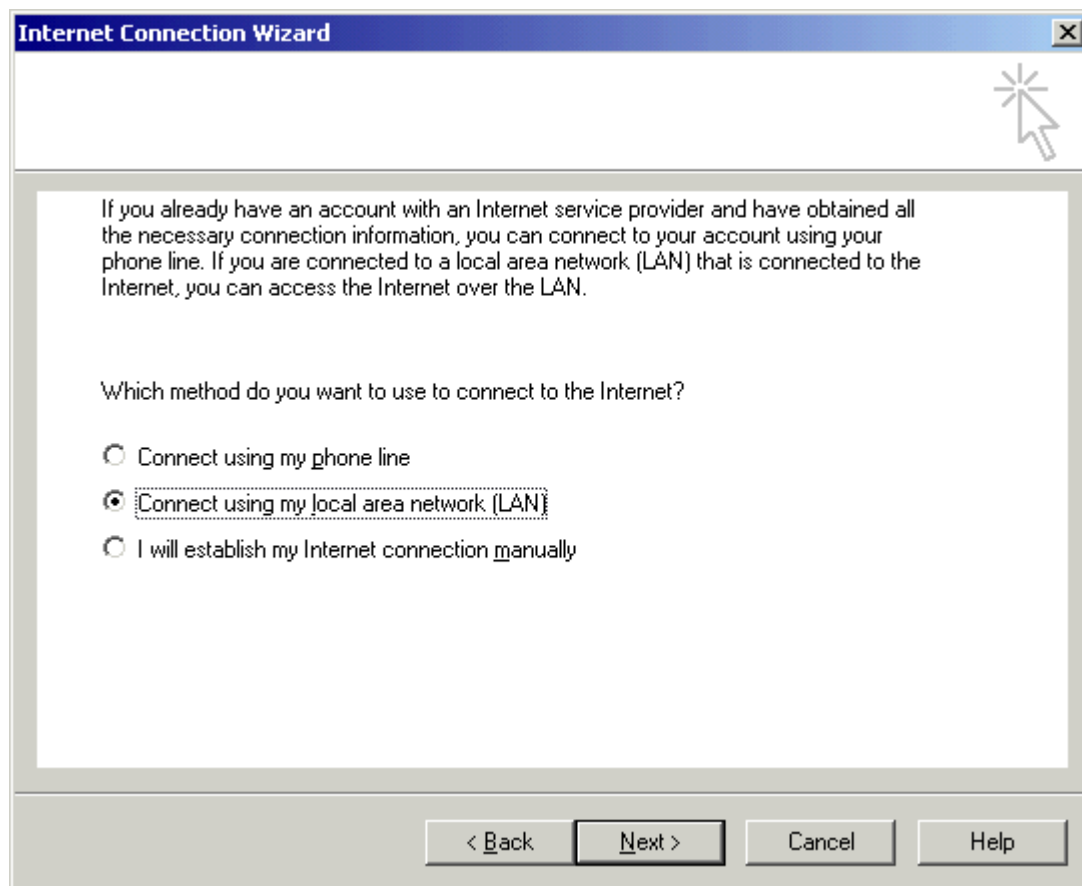 Internet Connection Wizard
If you already have an account with an Internet service provider and have obtained all
the necessary connection information, you can connect to your account using your
phone line. If you are connected to a local area network (LAN) that is connected to the
Internet, you can access the Internet over the LAN.
Which method do you want to use to connect to the Internet?
Connect using my phone line
Connect using my local area network (LAN)
I will establish my Internet connection manually
< Back Next > Cancel Help